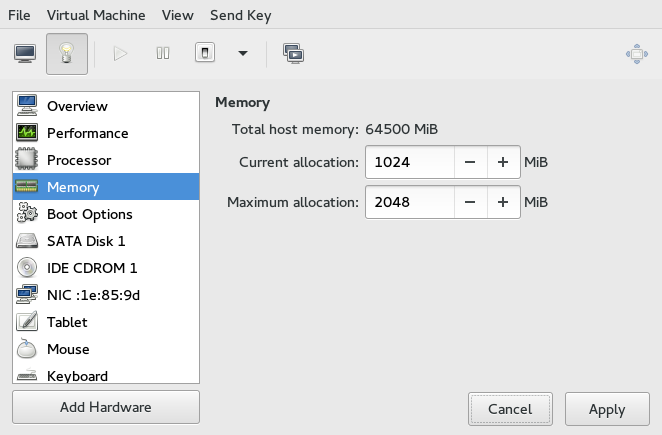 File Virtual Machine View Send Key
Overview
Performance
Processor
Memory
Boot Options
SATA Disk 1
IDE CDROM 1
NIC :1e:85:9d
Tablet
Mouse
Keyboard
Add Hardware
Memory
Total host memory: 64500 MiB
Current allocation: 1024 − + MiB
Maximum allocation: 2048 − + MiB
Cancel Apply